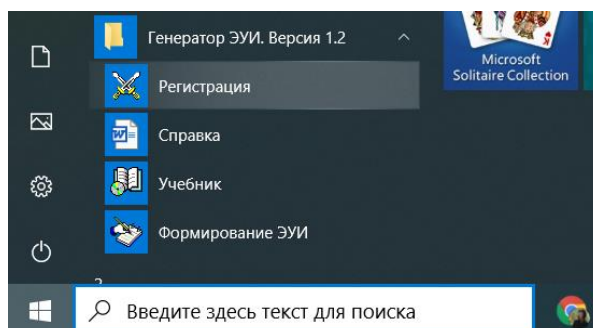 Генератор ЭУИ. Версия 1.2
Microsoft
Solitaire Collection
Регистрация
Справка
Учебник
Формирование ЭУИ
Введите здесь текст для поиска